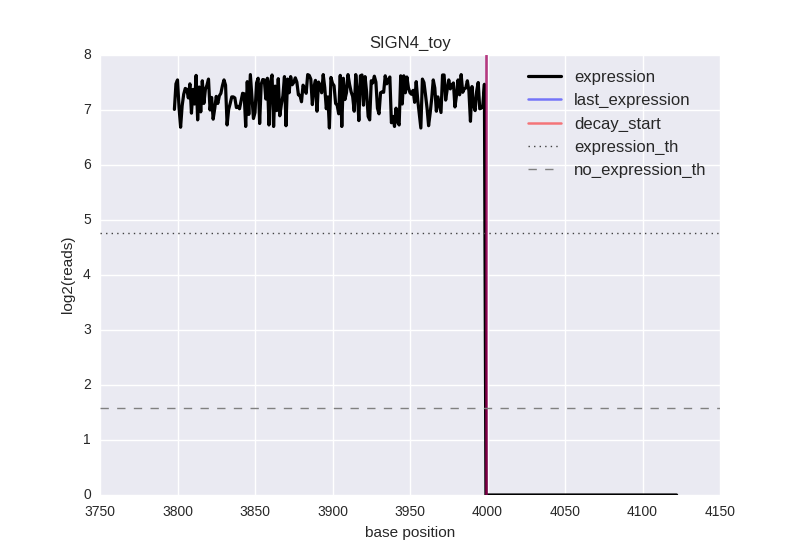 SIGN4_toy
8
7
6
5
4
3
2
1
0
log2(reads)
expression
last_expression
decay_start
expression_th
no_expression_th
3750 3800 3850 3900 3950 4000 4050 4100 4150
base position